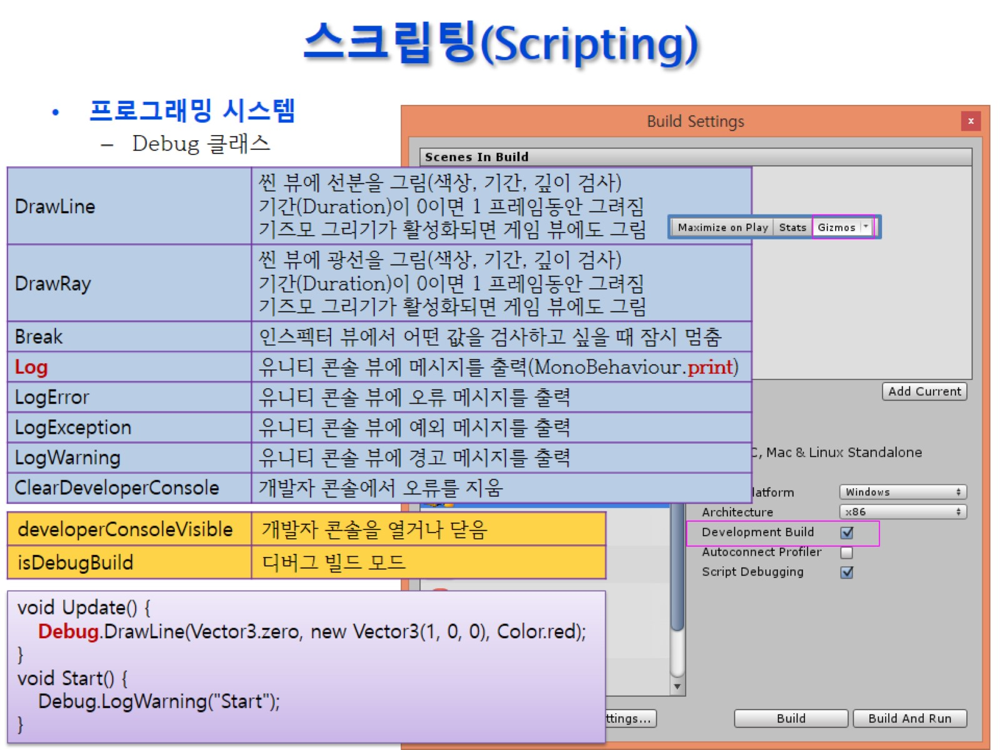 스크립팅(Scripting)
• 프로그래밍 시스템
– Debug 클래스
DrawLine
씬 뷰에 선분을 그림(색상, 기간, 깊이 검사)
기간(Duration)이 0이면 1 프레임동안 그려짐
기즈모 그리기가 활성화되면 게임 뷰에도 그림
DrawRay
씬 뷰에 광선을 그림(색상, 기간, 깊이 검사)
기간(Duration)이 0이면 1 프레임동안 그려짐
기즈모 그리기가 활성화되면 게임 뷰에도 그림
Break
인스펙터 뷰에서 어떤 값을 검사하고 싶을 때 잠시 멈춤
Log
유니티 콘솔 뷰에 메시지를 출력(MonoBehaviour.print)
LogError
유니티 콘솔 뷰에 오류 메시지를 출력
LogException
유니티 콘솔 뷰에 예외 메시지를 출력
LogWarning
유니티 콘솔 뷰에 경고 메시지를 출력
ClearDeveloperConsole
개발자 콘솔에서 오류를 지움
developerConsoleVisible
개발자 콘솔을 열거나 닫음
isDebugBuild
디버그 빌드 모드
void Update() {
Debug.DrawLine(Vector3.zero, new Vector3(1, 0, 0), Color.red);
}
void Start() {
Debug.LogWarning("Start");
}
Build Settings
x
Scenes In Build
Maximize on Play Stats Gizmos
Add Current
, Mac & Linux Standalone
latform Windows
Architecture x86
Development Build
Autoconnect Profiler
Script Debugging
ttings...
Build
Build And Run